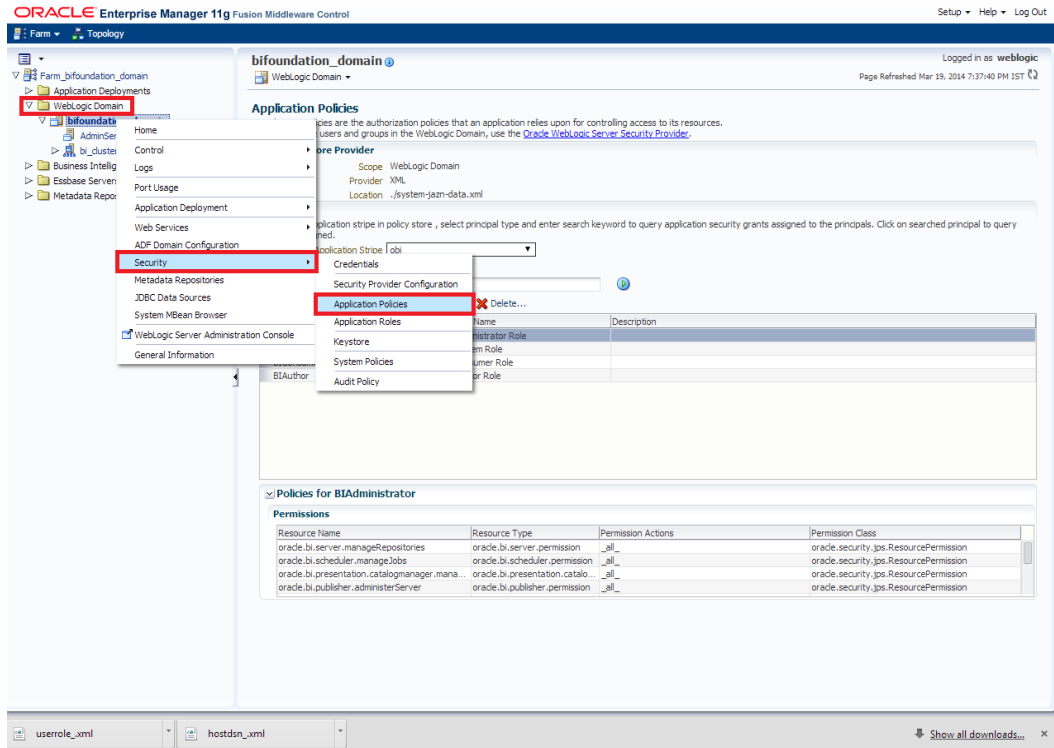 ORACLE Enterprise Manager 11g Fusion Middleware Control
Setup Help Log Out
Farm Topology
Farm_bifoundation_domain
Application Deployments
WebLogic Domain
AdminSer
bi_cluster
Business Intellig
Essbase Servers
Metadata Repos
Home
Control
Logs
Port Usage
Application Deployment
Web Services
ADF Domain Configuration
Security
Metadata Repositories
JDBC Data Sources
System MBean Browser
WebLogic Server Administration Console
General Information
Credentials
Security Provider Configuration
Application Policies
Application Roles
Keystore
System Policies
Audit Policy
bifoundation_domain
Logged in as weblogic
WebLogic Domain
Page Refreshed Mar 19, 2014 7:37:40 PM IST
Application Policies
cies are the authorization policies that an application relies upon for controlling access to its resources.
users and groups in the WebLogic Domain, use the Oracle WebLogic Server Security Provider.
ore Provider
Scope WebLogic Domain
Provider XML
Location ./system-jazn-data.xml
plication stripe in policy store , select principal type and enter search keyword to query application security grants assigned to the principals. Click on searched principal to query
ned.
pplication Stripe obi
Delete...
Name Description
nistrator Role
em Role
umer Role
BIAuthor or Role
Policies for BIAdministrator
Permissions
Resource Name Resource Type Permission Actions Permission Class
oracle.bi.server.manageRepositories oracle.bi.server.permission _all_ oracle.security.jps.ResourcePermission
oracle.bi.scheduler.manageJobs oracle.bi.scheduler.permission _all_ oracle.security.jps.ResourcePermission
oracle.bi.presentation.catalogmanager.mana... oracle.bi.presentation.catalo... _all_ oracle.security.jps.ResourcePermission
oracle.bi.publisher.administerServer oracle.bi.publisher.permission _all_ oracle.security.jps.ResourcePermission
userrole_.xml
hostdsn_.xml
Show all downloads...